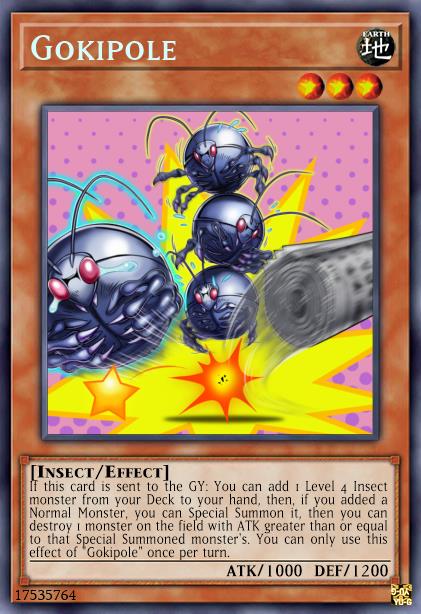 GOKIPOLE
EARTH
地
[INSECT/EFFECT]
If this card is sent to the GY: You can add 1 Level 4 Insect
monster from your Deck to your hand, then, if you added a
Normal Monster, you can Special Summon it, then you can
destroy 1 monster on the field with ATK greater than or equal
to that Special Summoned monster's. You can only use this
effect of "Gokipole" once per turn.
ATK/1000 DEF/1200
17535764